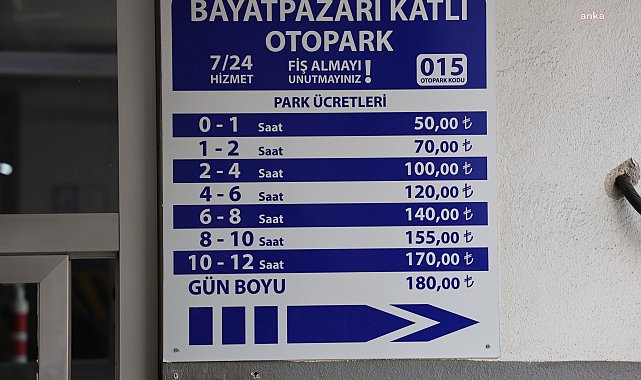 BAYATPAZARI KATLI
OTOPARK
7/24
HİZMET
FİŞ ALMAYI
UNUTMAYINIZ !
015
OTOPARK KODU
PARK ÜCRETLERİ
0 - 1 Saat 50,00 ₺
1 - 2 Saat 70,00 ₺
2 - 4 Saat 100,00 ₺
4 - 6 Saat 120,00 ₺
6 - 8 Saat 140,00 ₺
8 - 10 Saat 155,00 ₺
10 - 12 Saat 170,00 ₺
GÜN BOYU 180,00 ₺
anka